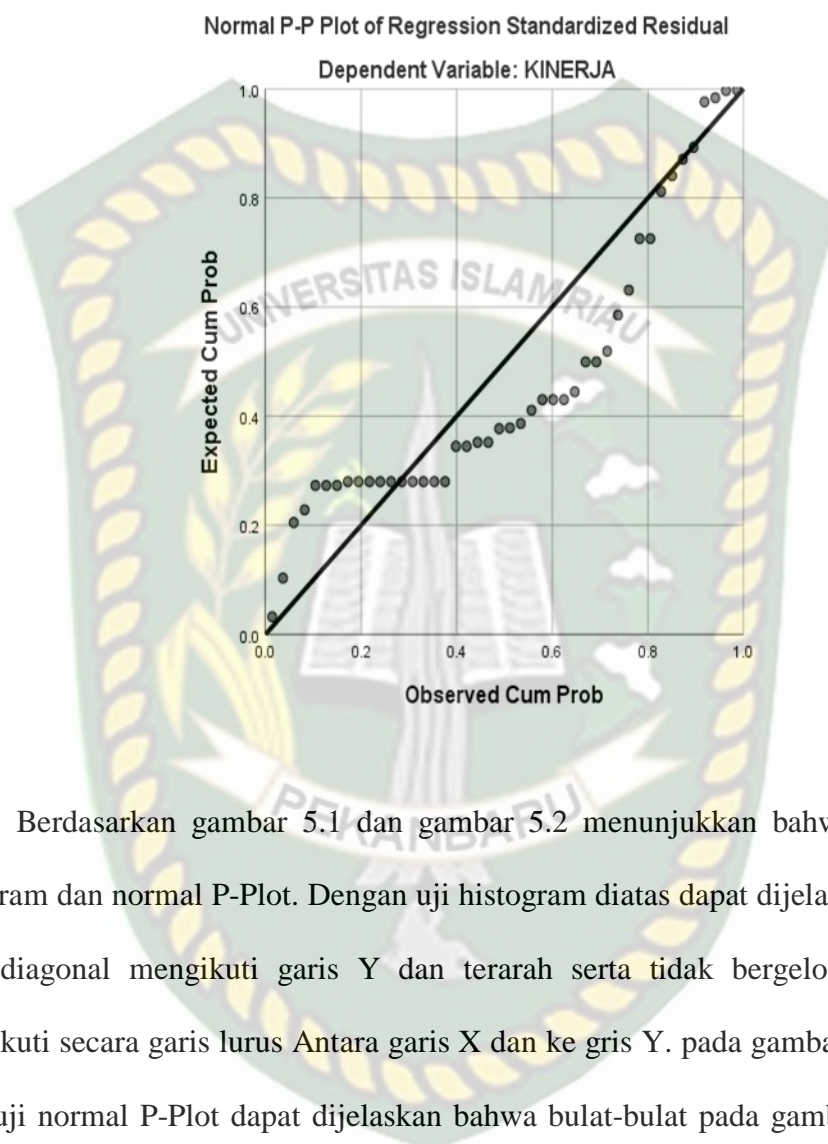 Normal P-P Plot of Regression Standardized Residual
Dependent Variable: KINERJA
1.0
0.8
0.6
0.4
0.2
0.0
Expected Cum Prob
0.0 0.2 0.4 0.6 0.8 1.0
Observed Cum Prob
UNIVERSITAS ISLAM RIAU
PEKANBARU
Berdasarkan gambar 5.1 dan gambar 5.2 menunjukkan bahw
ram dan normal P-Plot. Dengan uji histogram diatas dapat dijela
diagonal mengikuti garis Y dan terarah serta tidak bergelo
kuti secara garis lurus Antara garis X dan ke gris Y. pada gamba
uji normal P-Plot dapat dijelaskan bahwa bulat-bulat pada gamb